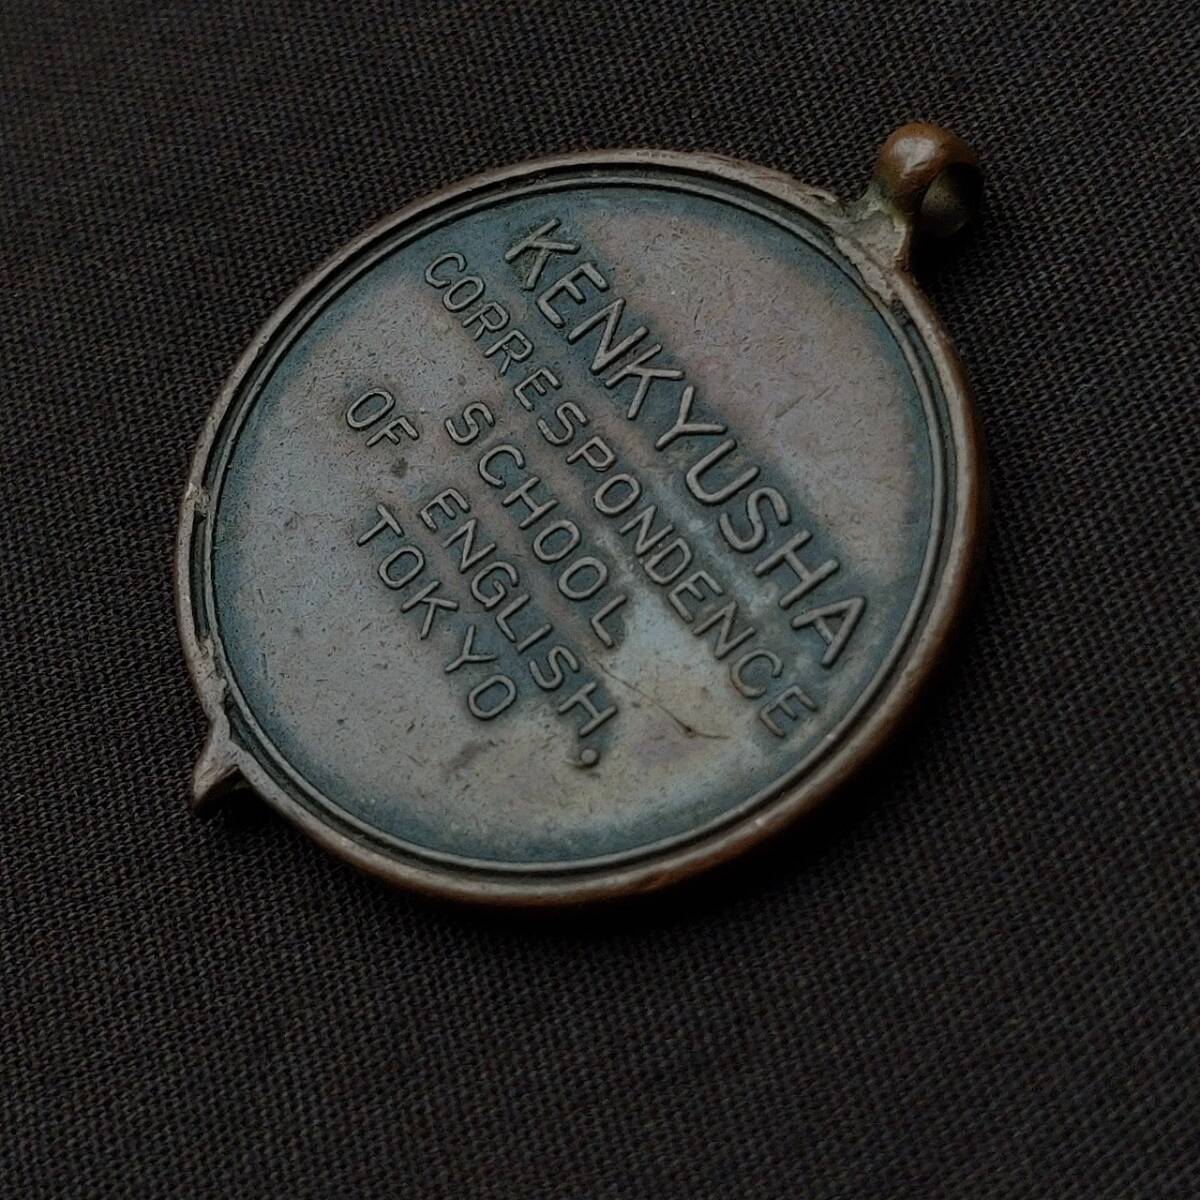 KENKYUSHA
CORRESPONDENCE
SCHOOL
OF ENGLISH.
TOKYO